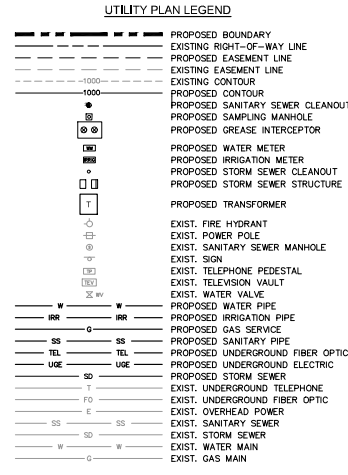 UTILITY PLAN LEGEND
PROPOSED BOUNDARY
EXISTING RIGHT-OF-WAY LINE
PROPOSED EASEMENT LINE
EXISTING EASEMENT LINE
1000 EXISTING CONTOUR
1000 PROPOSED CONTOUR
PROPOSED SANITARY SEWER CLEANOUT
PROPOSED SAMPLING MANHOLE
PROPOSED GREASE INTERCEPTOR
WM PROPOSED WATER METER
IRRG PROPOSED IRRIGATION METER
PROPOSED STORM SEWER CLEANOUT
PROPOSED STORM SEWER STRUCTURE
T PROPOSED TRANSFORMER
EXIST. FIRE HYDRANT
EXIST. POWER POLE
EXIST. SANITARY SEWER MANHOLE
EXIST. SIGN
TP EXIST. TELEPHONE PEDESTAL
TEV EXIST. TELEVISION VAULT
WV EXIST. WATER VALVE
W W PROPOSED WATER PIPE
IRR IRR PROPOSED IRRIGATION PIPE
G PROPOSED GAS SERVICE
SS SS PROPOSED SANITARY PIPE
TEL TEL PROPOSED UNDERGROUND FIBER OPTIC
UGE UGE PROPOSED UNDERGROUND ELECTRIC
SD PROPOSED STORM SEWER
T EXIST. UNDERGROUND TELEPHONE
FO EXIST. UNDERGROUND FIBER OPTIC
E EXIST. OVERHEAD POWER
SS SS EXIST. SANITARY SEWER
SD EXIST. STORM SEWER
W W EXIST. WATER MAIN
G EXIST. GAS MAIN